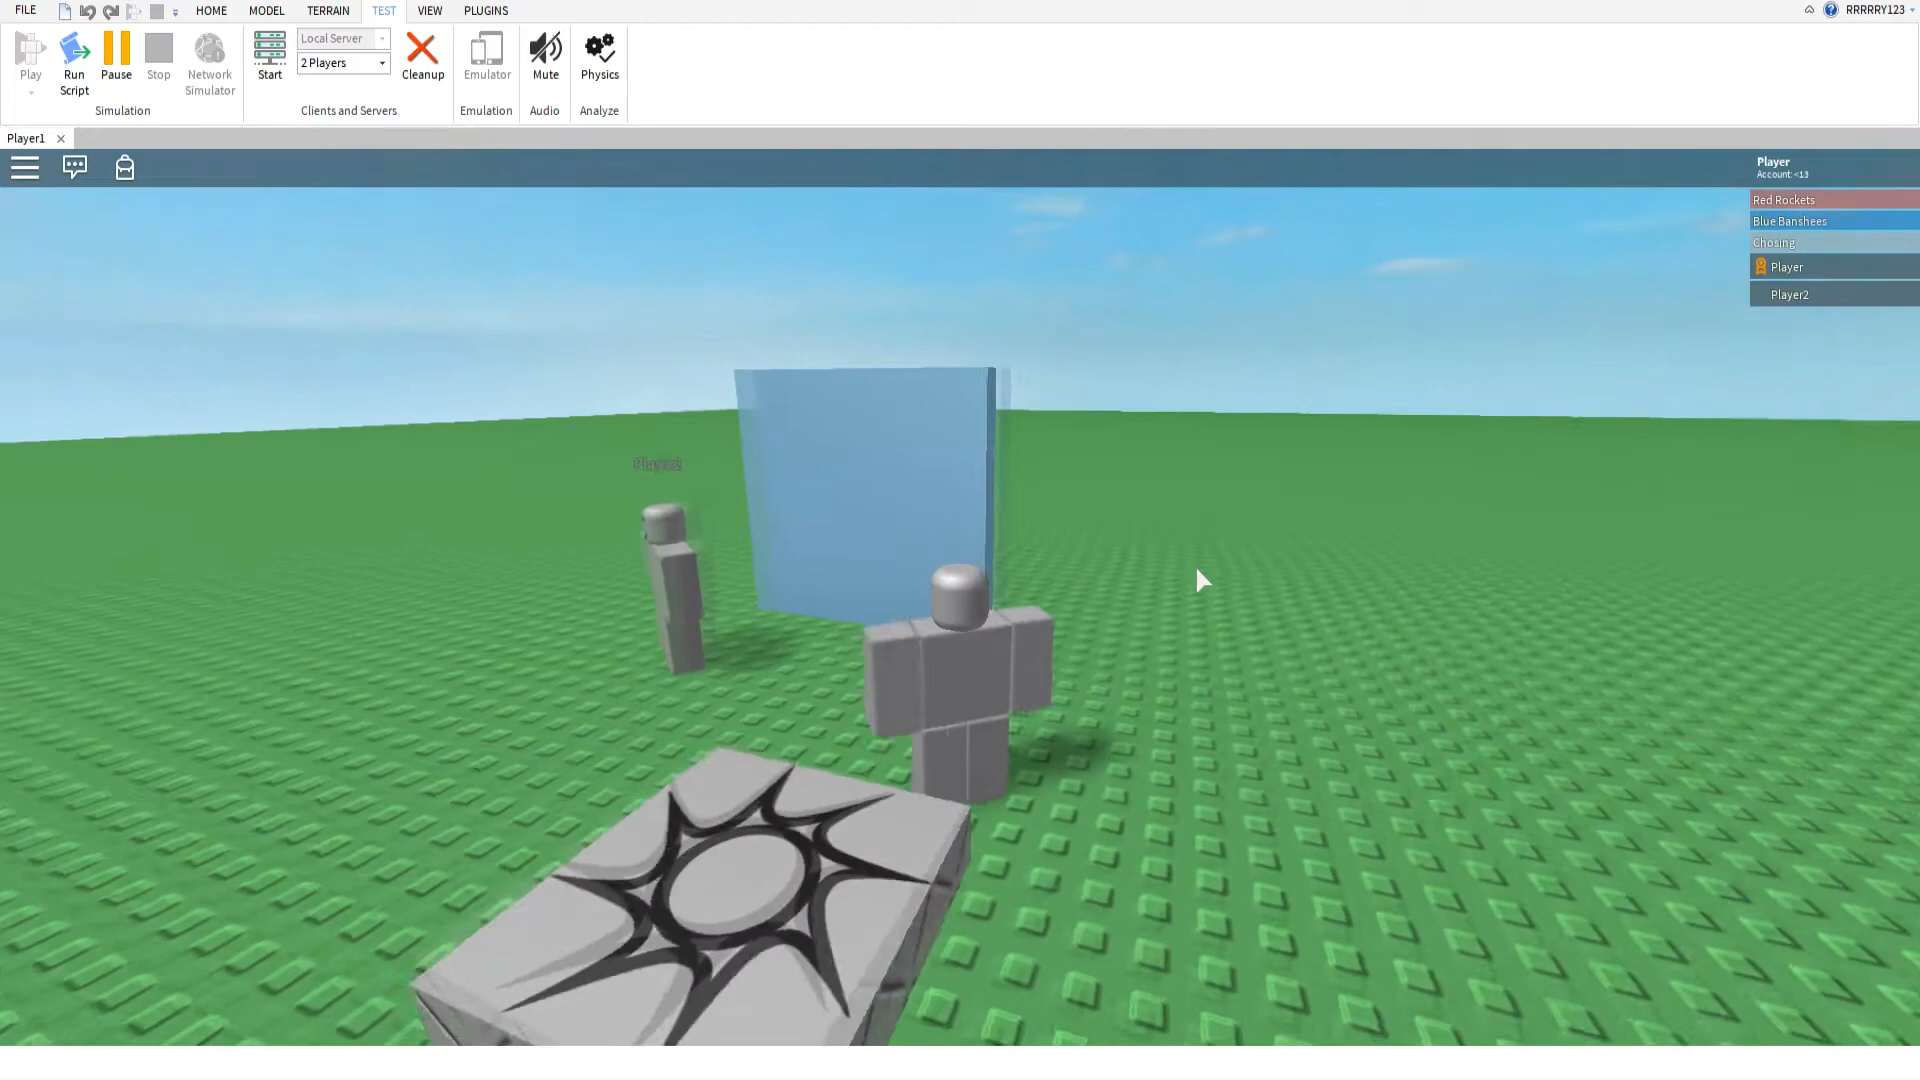 FILE
HOME
MODEL
TERRAIN
TEST
VIEW
PLUGINS
RRRRRY123
Play
Run
Script
Pause
Stop
Network
Simulator
Simulation
Start
Local Server
2 Players
Cleanup
Clients and Servers
Emulator
Emulation
Mute
Audio
Physics
Analyze
Player1
Player
Account: <13
Red Rockets
Blue Banshees
Chosing
Player
Player2
Player2